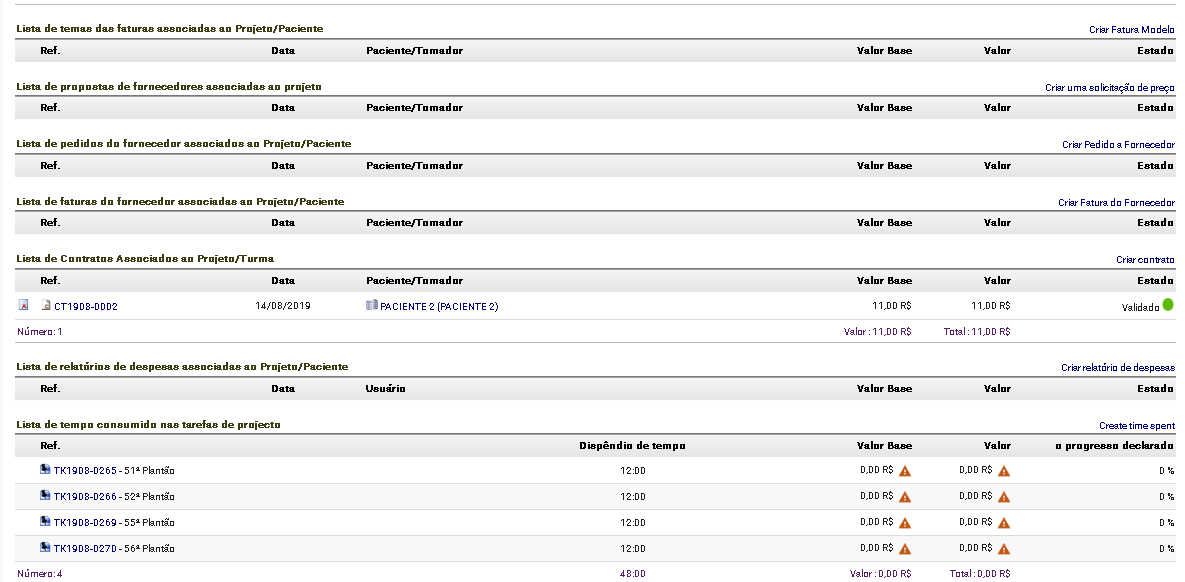 Lista de temas das faturas associadas ao Projeto/Paciente Criar Fatura Modelo
Ref. Data Paciente/Tomador Valor Base Valor Estado
Lista de propostas de fornecedores associadas ao projeto Criar uma solicitação de preço
Ref. Data Paciente/Tomador Valor Base Valor Estado
Lista de pedidos do fornecedor associados ao Projeto/Paciente Criar Pedido a Fornecedor
Ref. Data Paciente/Tomador Valor Base Valor Estado
Lista de faturas do fornecedor associadas ao Projeto/Paciente Criar Fatura do Fornecedor
Ref. Data Paciente/Tomador Valor Base Valor Estado
Lista de Contratos Associados ao Projeto/Turma Criar contrato
Ref. Data Paciente/Tomador Valor Base Valor Estado
CT1908-0002 14/08/2019 PACIENTE 2 (PACIENTE 2) 11,00 R$ 11,00 R$ Validado
Número: 1 Valor : 11,00 R$ Total : 11,00 R$
Lista de relatórios de despesas associadas ao Projeto/Paciente Criar relatório de despesas
Ref. Data Usuário Valor Base Valor Estado
Lista de tempo consumido nas tarefas de projecto Create time spent
Ref. Dispêndio de tempo Valor Base Valor o progresso declarado
TK1908-0265 - 51ª Plantão 12:00 0,00 R$ 0,00 R$ 0 %
TK1908-0266 - 52ª Plantão 12:00 0,00 R$ 0,00 R$ 0 %
TK1908-0269 - 55ª Plantão 12:00 0,00 R$ 0,00 R$ 0 %
TK1908-0270 - 56ª Plantão 12:00 0,00 R$ 0,00 R$ 0 %
Número: 4 48:00 Valor : 0,00 R$ Total : 0,00 R$